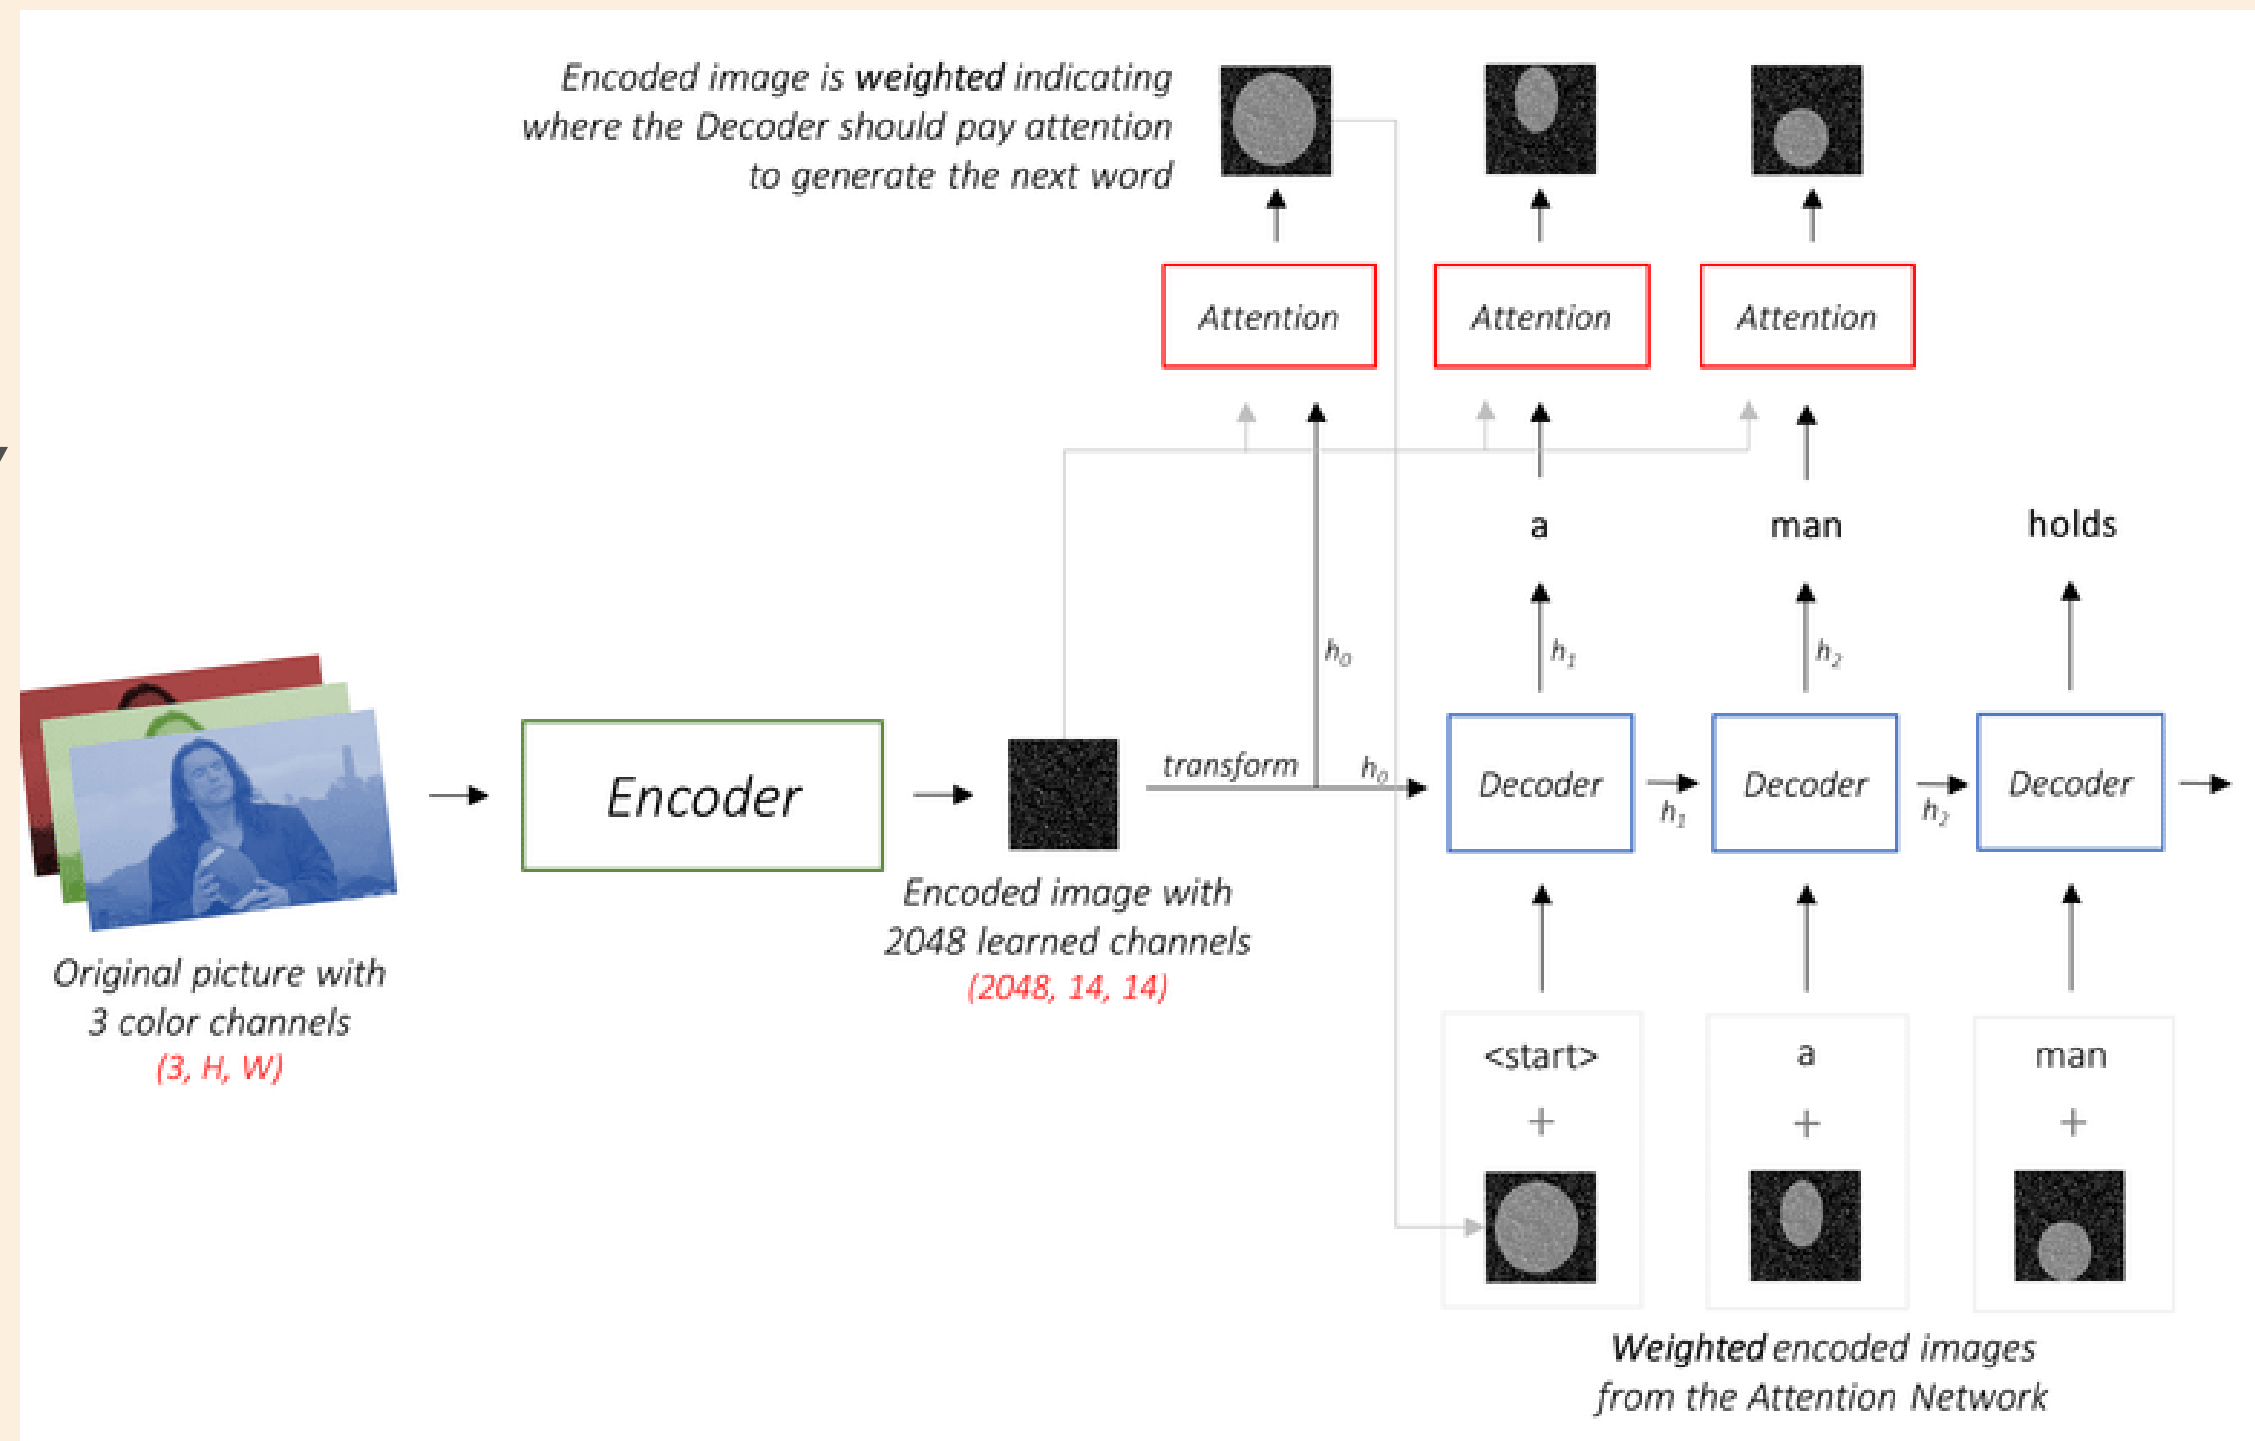 Encoded image is weighted indicating
where the Decoder should pay attention
to generate the next word
Attention
Attention
Attention
a
man
holds
h0
h1
h2
transform
h0
Encoder
Decoder
h1
Decoder
h2
Decoder
Encoded image with
2048 learned channels
(2048, 14, 14)
Original picture with
3 color channels
(3, H, W)
<start>
+
a
+
man
+
Weighted encoded images
from the Attention Network